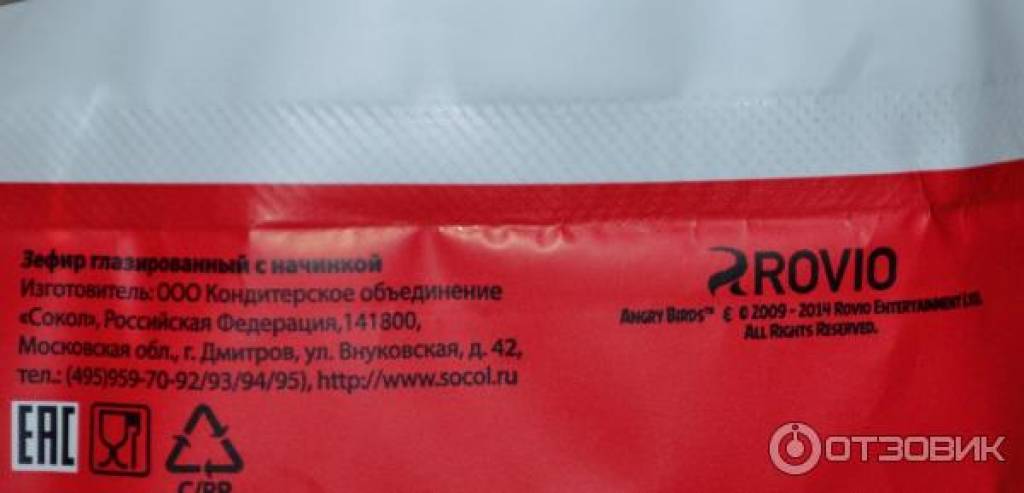 Зефир глазированный с начинкой
Изготовитель: ООО Кондитерское объединение
«Сокол», Российская Федерация,141800,
Московская обл., г. Дмитров, ул. Внуковская, д. 42,
тел.: (495)959-70-92/93/94/95), http://www.socol.ru
EAC
C/PP
ROVIO
ANGRY BIRDS™ & © 2009 - 2014 ROVIO ENTERTAINMENT LTD.
ALL RIGHTS RESERVED.
ОТЗОВИК